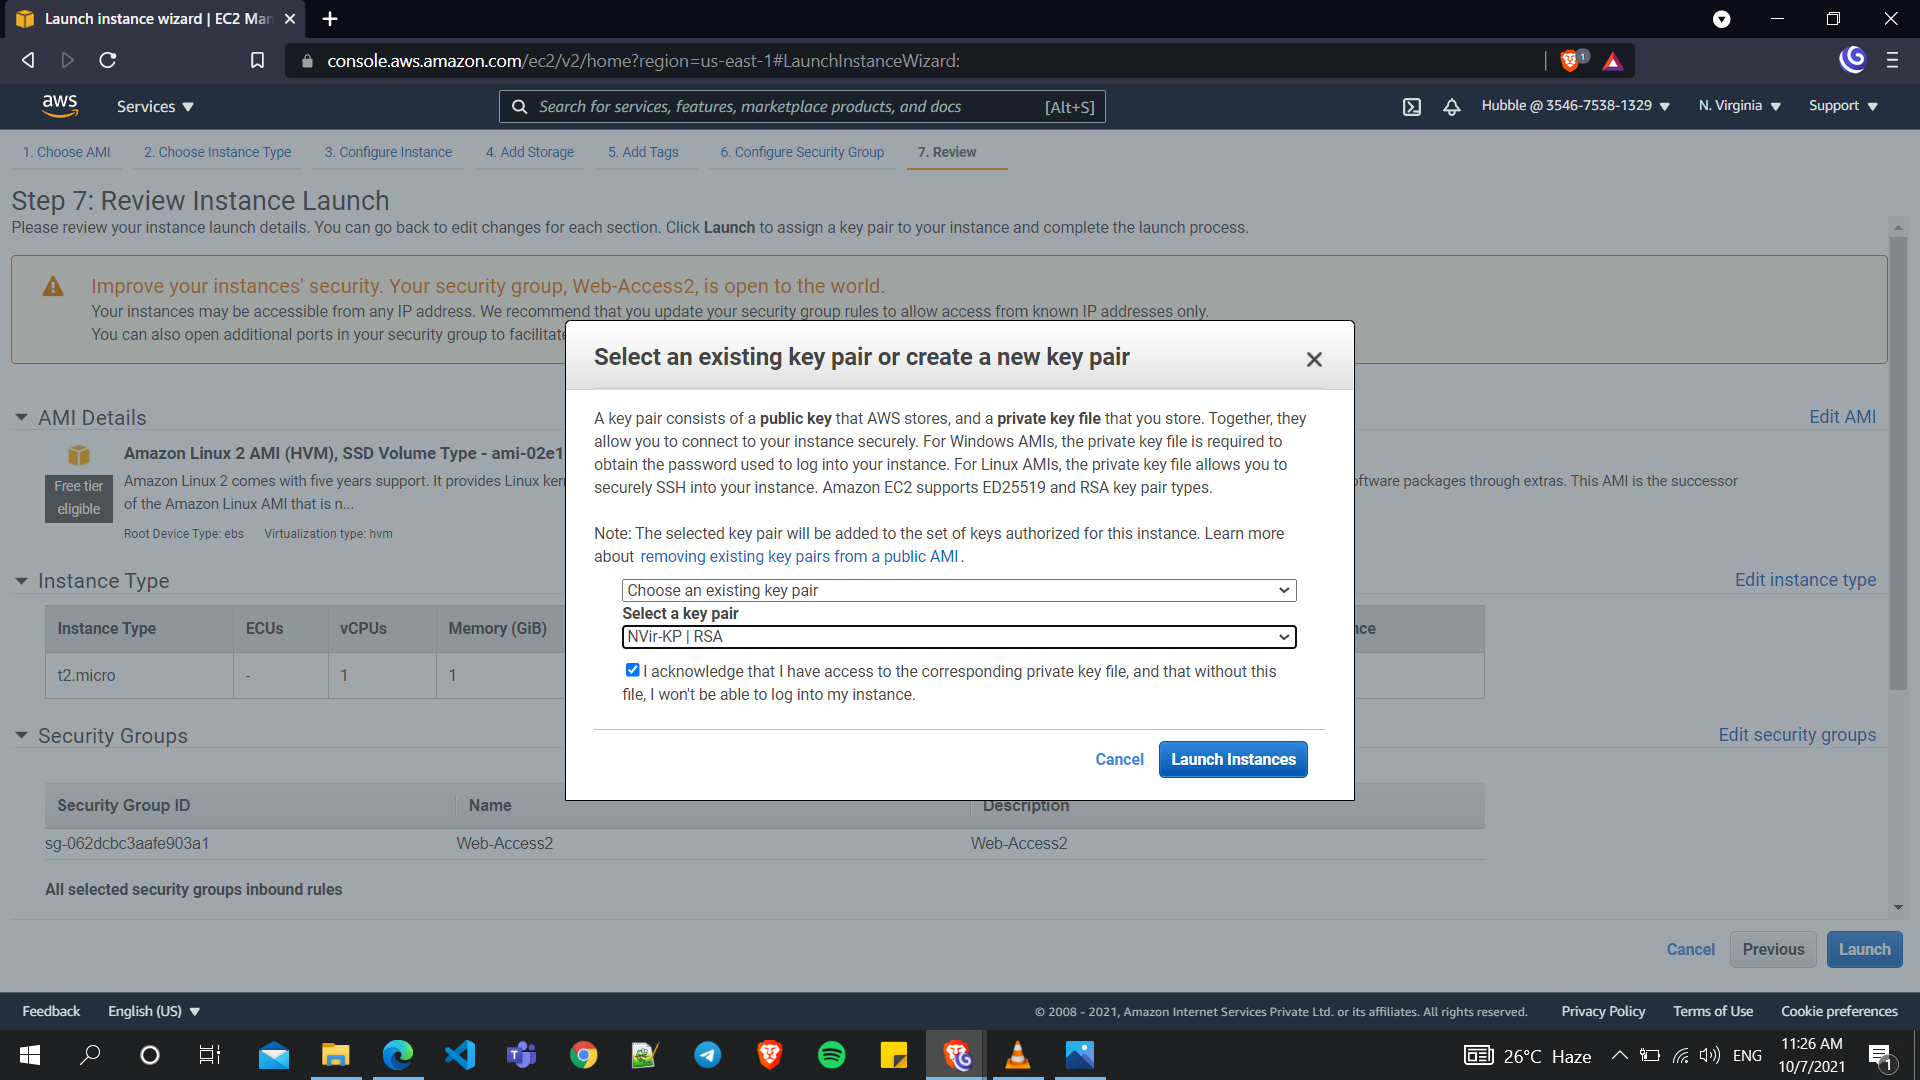 Launch instance wizard | EC2 Man
console.aws.amazon.com/ec2/v2/home?region=us-east-1#LaunchInstanceWizard:
1
aws
Services
Search for services, features, marketplace products, and docs
[Alt+S]
Hubble @ 3546-7538-1329
N. Virginia
Support
1. Choose AMI
2. Choose Instance Type
3. Configure Instance
4. Add Storage
5. Add Tags
6. Configure Security Group
7. Review
Step 7: Review Instance Launch
Please review your instance launch details. You can go back to edit changes for each section. Click Launch to assign a key pair to your instance and complete the launch process.
Improve your instances' security. Your security group, Web-Access2, is open to the world.
Your instances may be accessible from any IP address. We recommend that you update your security group rules to allow access from known IP addresses only.
You can also open additional ports in your security group to facilitate
Select an existing key pair or create a new key pair
A key pair consists of a public key that AWS stores, and a private key file that you store. Together, they
allow you to connect to your instance securely. For Windows AMIs, the private key file is required to
obtain the password used to log into your instance. For Linux AMIs, the private key file allows you to
securely SSH into your instance. Amazon EC2 supports ED25519 and RSA key pair types.
Note: The selected key pair will be added to the set of keys authorized for this instance. Learn more
about removing existing key pairs from a public AMI .
Choose an existing key pair
Select a key pair
NVir-KP | RSA
I acknowledge that I have access to the corresponding private key file, and that without this
file, I won't be able to log into my instance.
Cancel
Launch Instances
AMI Details
Edit AMI
Amazon Linux 2 AMI (HVM), SSD Volume Type - ami-02e1
Free tier
eligible
Amazon Linux 2 comes with five years support. It provides Linux ker
ftware packages through extras. This AMI is the successor
of the Amazon Linux AMI that is n...
Root Device Type: ebs
Virtualization type: hvm
Instance Type
Edit instance type
Instance Type
ECUs
vCPUs
Memory (GiB)
nce
t2.micro
-
1
1
Security Groups
Edit security groups
Security Group ID
Name
Description
sg-062dcbc3aafe903a1
Web-Access2
Web-Access2
All selected security groups inbound rules
Cancel
Previous
Launch
Feedback
English (US)
© 2008 - 2021, Amazon Internet Services Private Ltd. or its affiliates. All rights reserved.
Privacy Policy
Terms of Use
Cookie preferences
26°C Haze
ENG
11:26 AM
10/7/2021
1